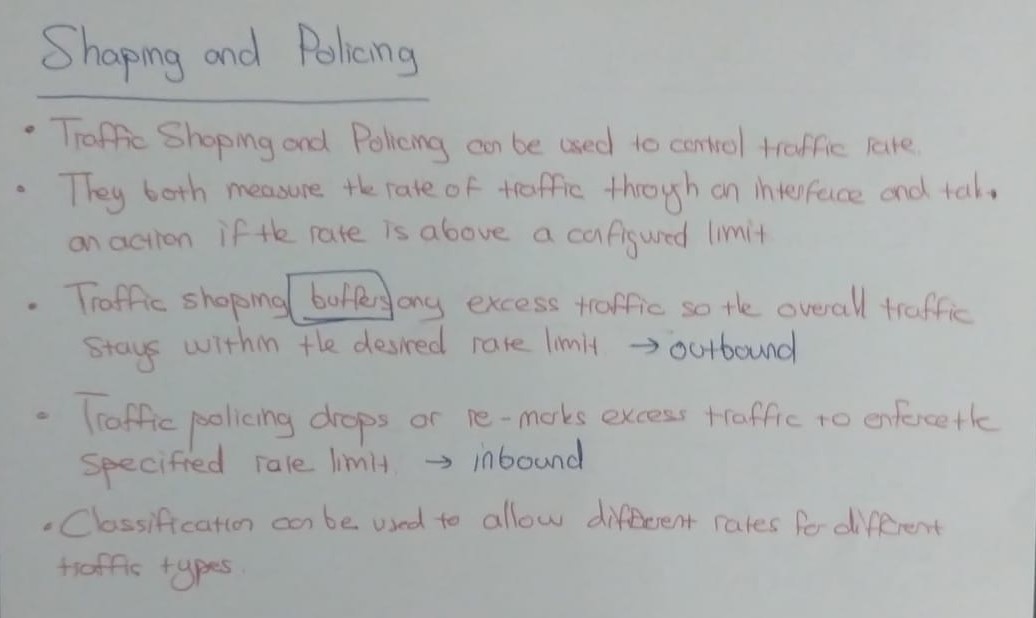 Shaping and Policing
• Traffic Shaping and Policing can be used to control traffic rate.
• They both measure the rate of traffic through an interface and take
an action if the rate is above a configured limit
• Traffic shaping buffers any excess traffic so the overall traffic
stays within the desired rate limit → outbound
• Traffic policing drops or re-marks excess traffic to enforce the
specified rate limit. → inbound
• Classification can be used to allow different rates for different
traffic types.